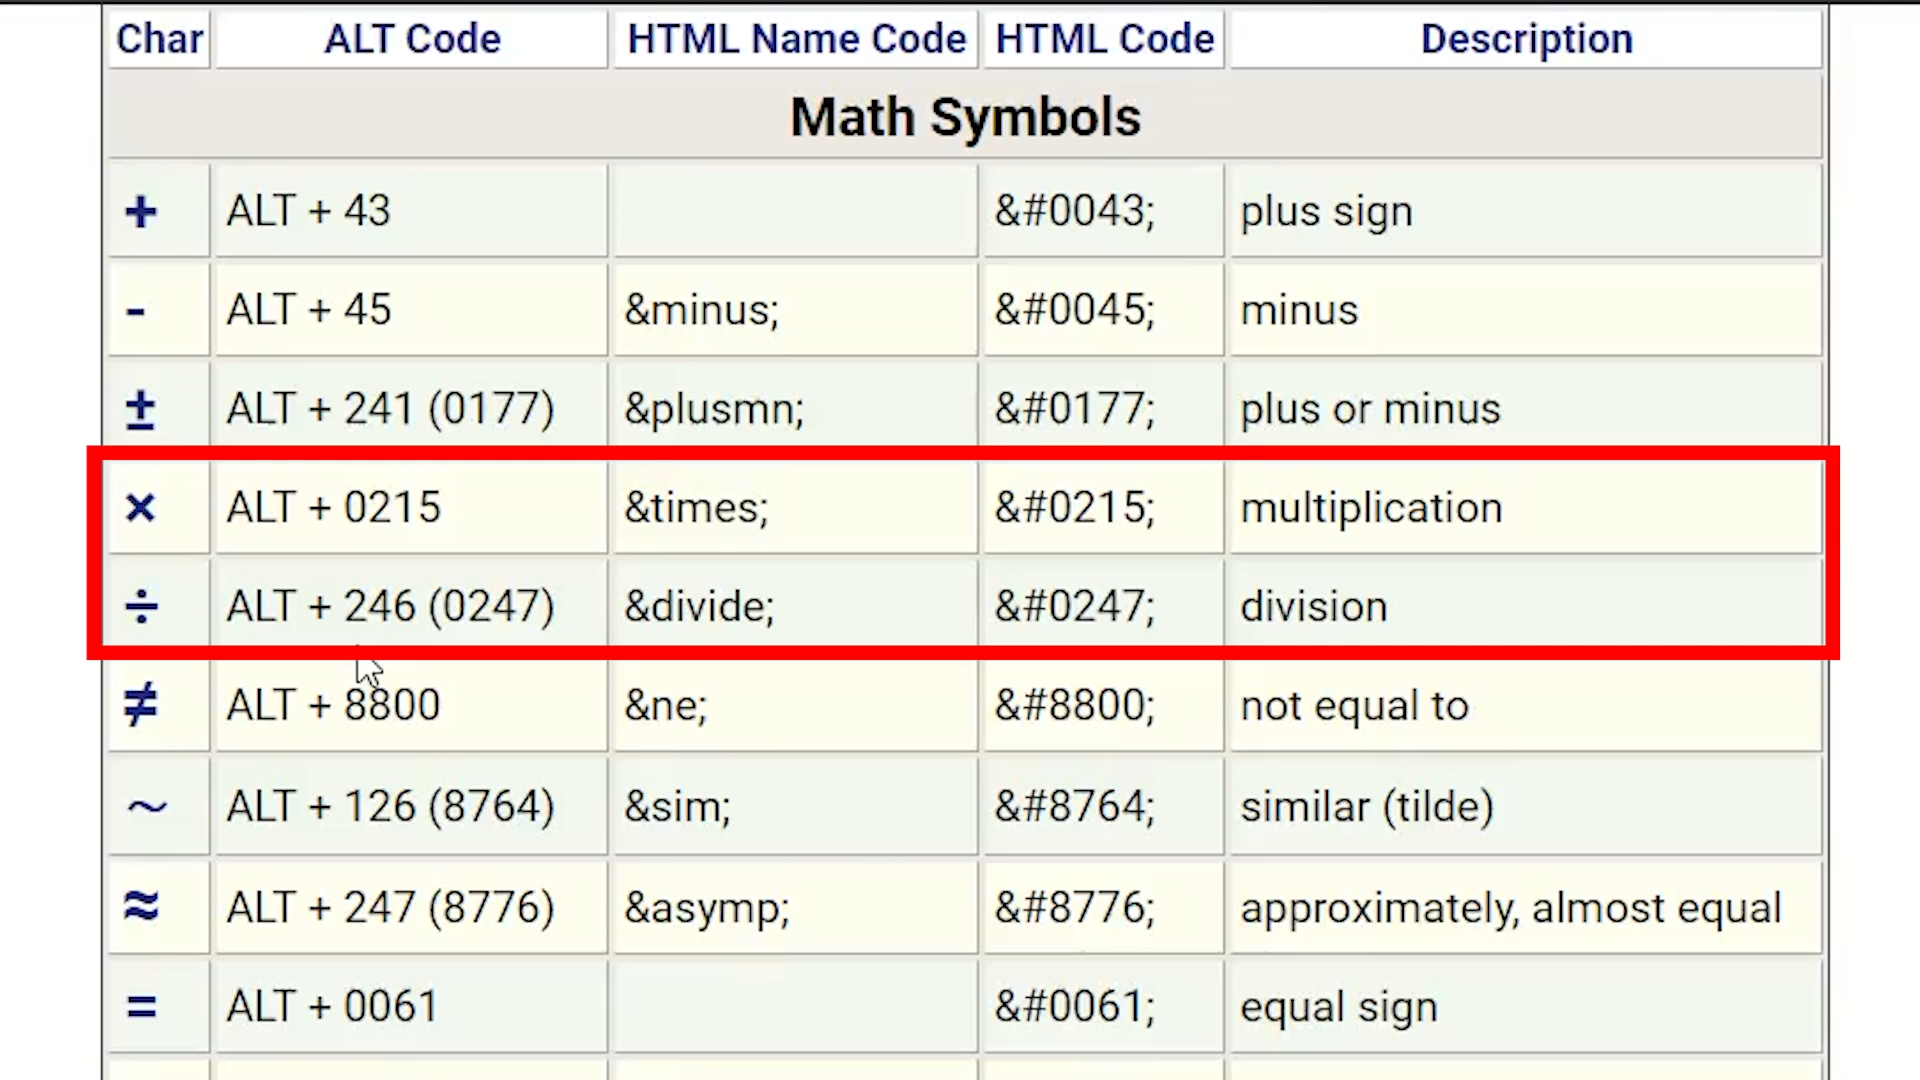 Char ALT Code HTML Name Code HTML Code Description
Math Symbols
+ ALT + 43 &#0043; plus sign
- ALT + 45 &minus; &#0045; minus
± ALT + 241 (0177) &plusmn; &#0177; plus or minus
× ALT + 0215 &times; &#0215; multiplication
÷ ALT + 246 (0247) &divide; &#0247; division
≠ ALT + 8800 &ne; &#8800; not equal to
∼ ALT + 126 (8764) &sim; &#8764; similar (tilde)
≈ ALT + 247 (8776) &asymp; &#8776; approximately, almost equal
= ALT + 0061 &#0061; equal sign